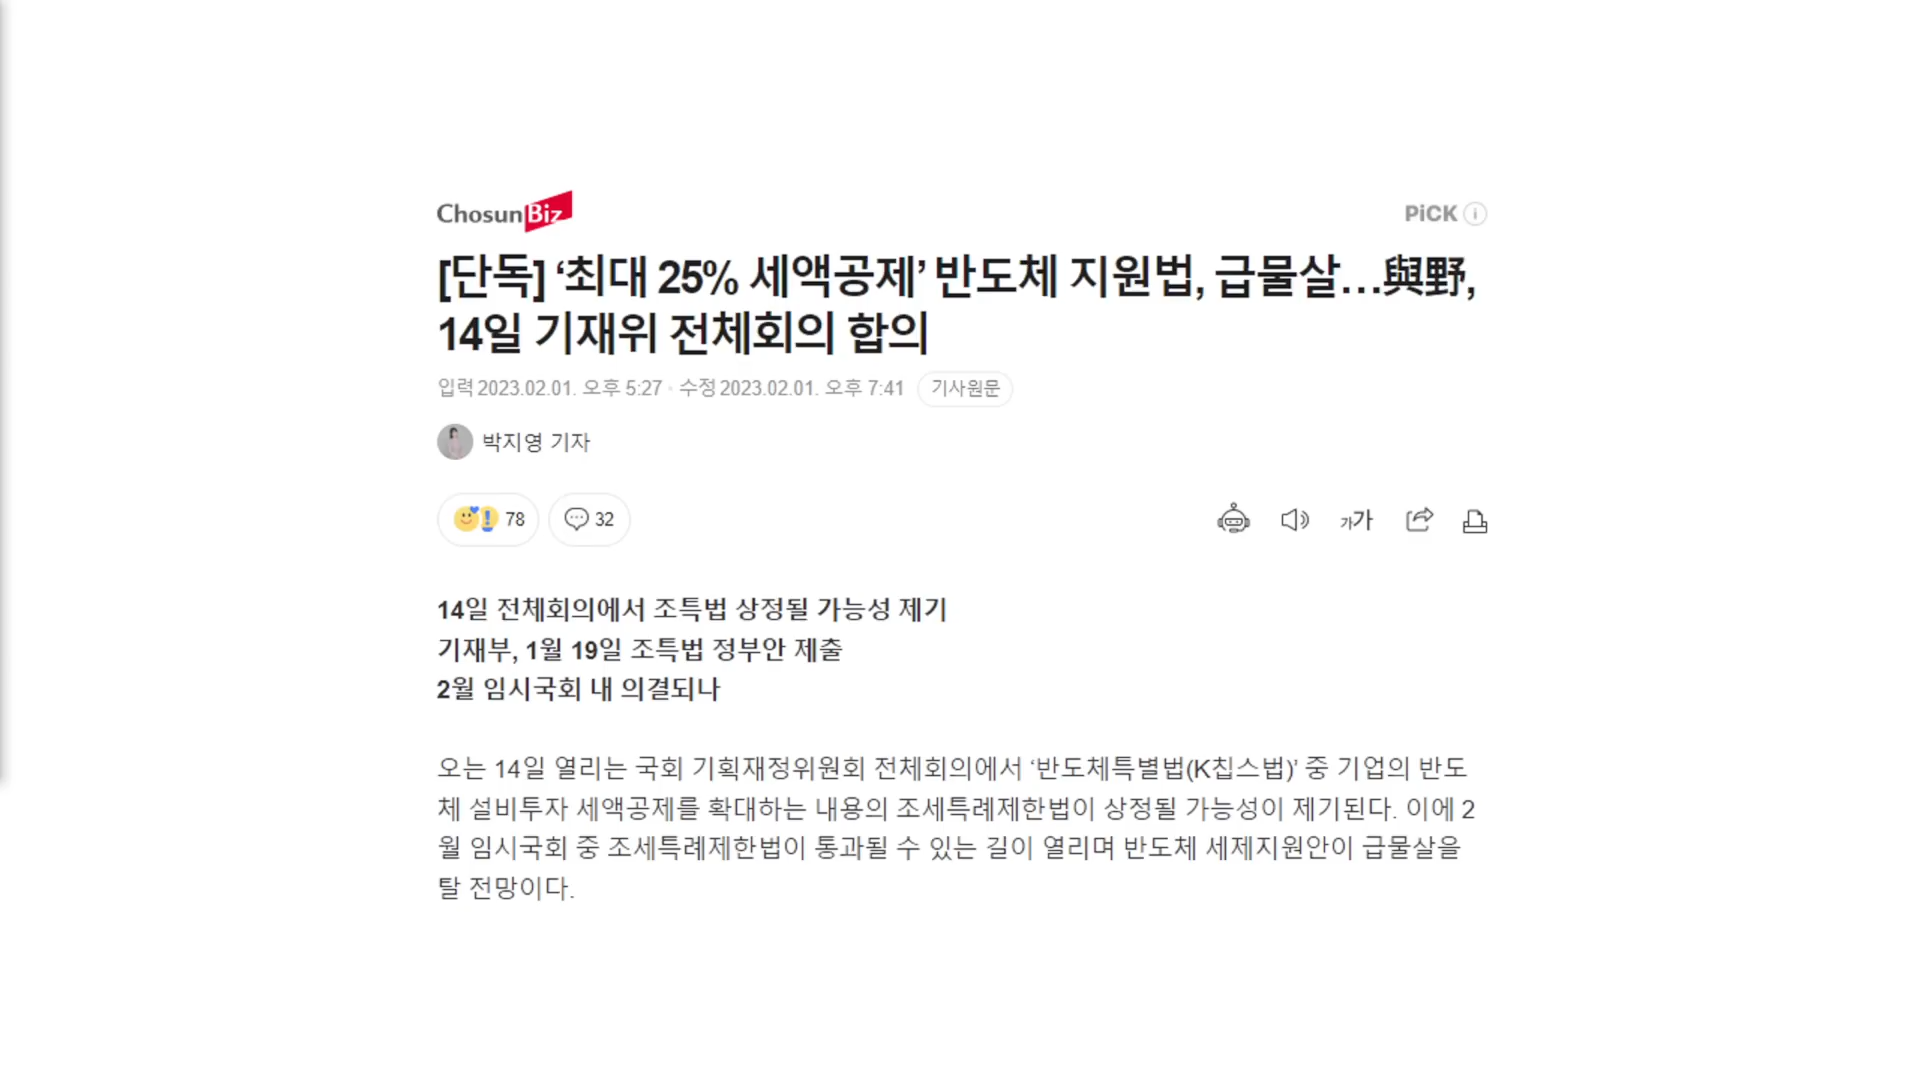 ChosunBiz
PiCK
[단독] ‘최대 25% 세액공제’ 반도체 지원법, 급물살…與野,
14일 기재위 전체회의 합의
입력 2023.02.01. 오후 5:27 · 수정 2023.02.01. 오후 7:41 기사원문
박지영 기자
78 32
가가
14일 전체회의에서 조특법 상정될 가능성 제기
기재부, 1월 19일 조특법 정부안 제출
2월 임시국회 내 의결되나
오는 14일 열리는 국회 기획재정위원회 전체회의에서 ‘반도체특별법(K칩스법)’ 중 기업의 반도
체 설비투자 세액공제를 확대하는 내용의 조세특례제한법이 상정될 가능성이 제기된다. 이에 2
월 임시국회 중 조세특례제한법이 통과될 수 있는 길이 열리며 반도체 세제지원안이 급물살을
탈 전망이다.